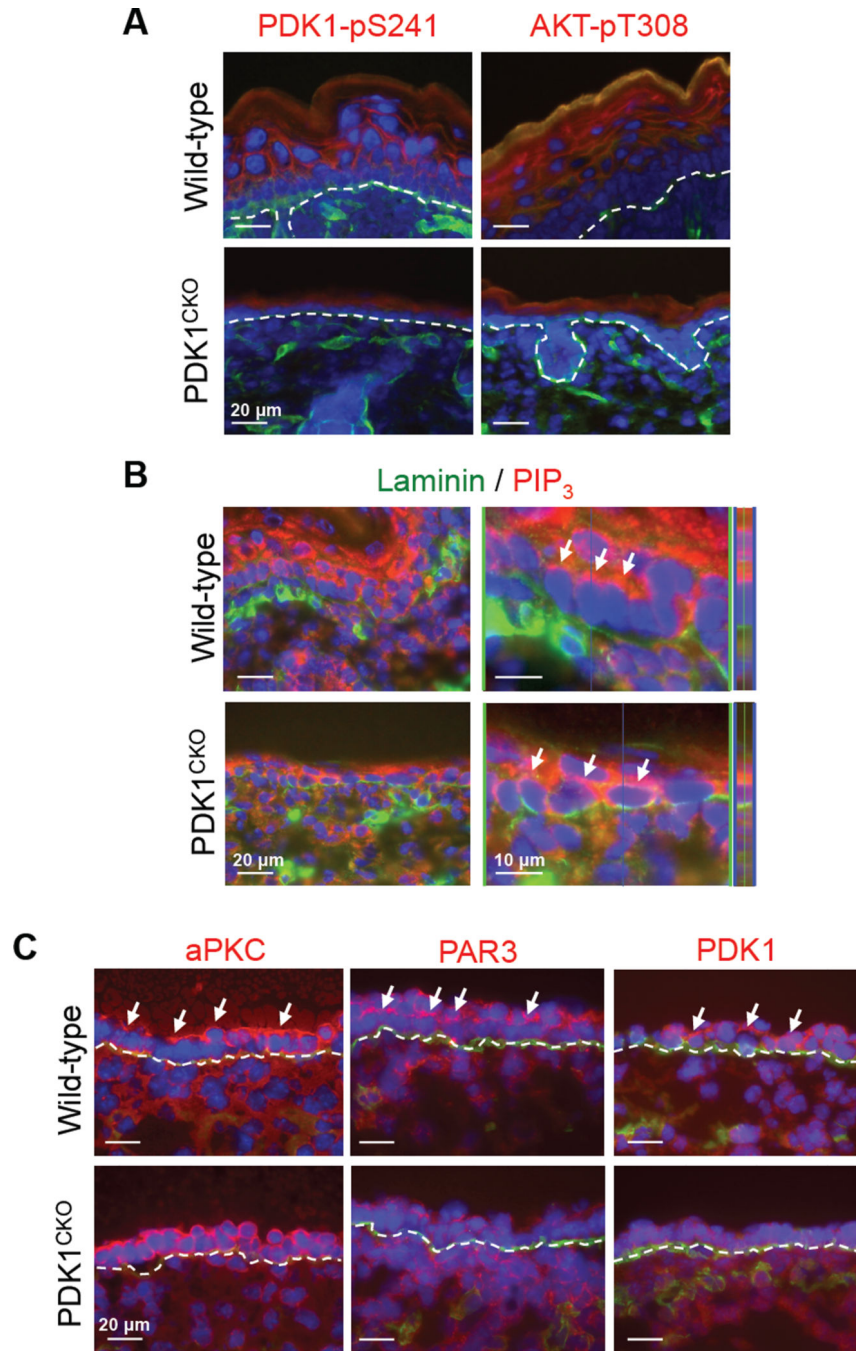 A
PDK1-pS241 AKT-pT308
Wild-type
PDK1CKO
20 µm
B
Laminin / PIP3
Wild-type
PDK1CKO
20 µm 10 µm
C
aPKC PAR3 PDK1
Wild-type
PDK1CKO
20 µm